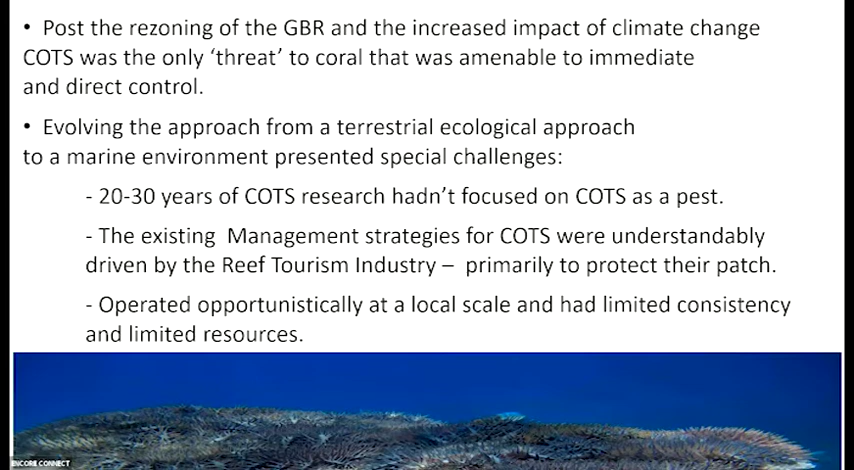 • Post the rezoning of the GBR and the increased impact of climate change
COTS was the only ‘threat’ to coral that was amenable to immediate
and direct control.
• Evolving the approach from a terrestrial ecological approach
to a marine environment presented special challenges:
- 20-30 years of COTS research hadn’t focused on COTS as a pest.
- The existing Management strategies for COTS were understandably
driven by the Reef Tourism Industry – primarily to protect their patch.
- Operated opportunistically at a local scale and had limited consistency
and limited resources.
ENCORE CONNECT